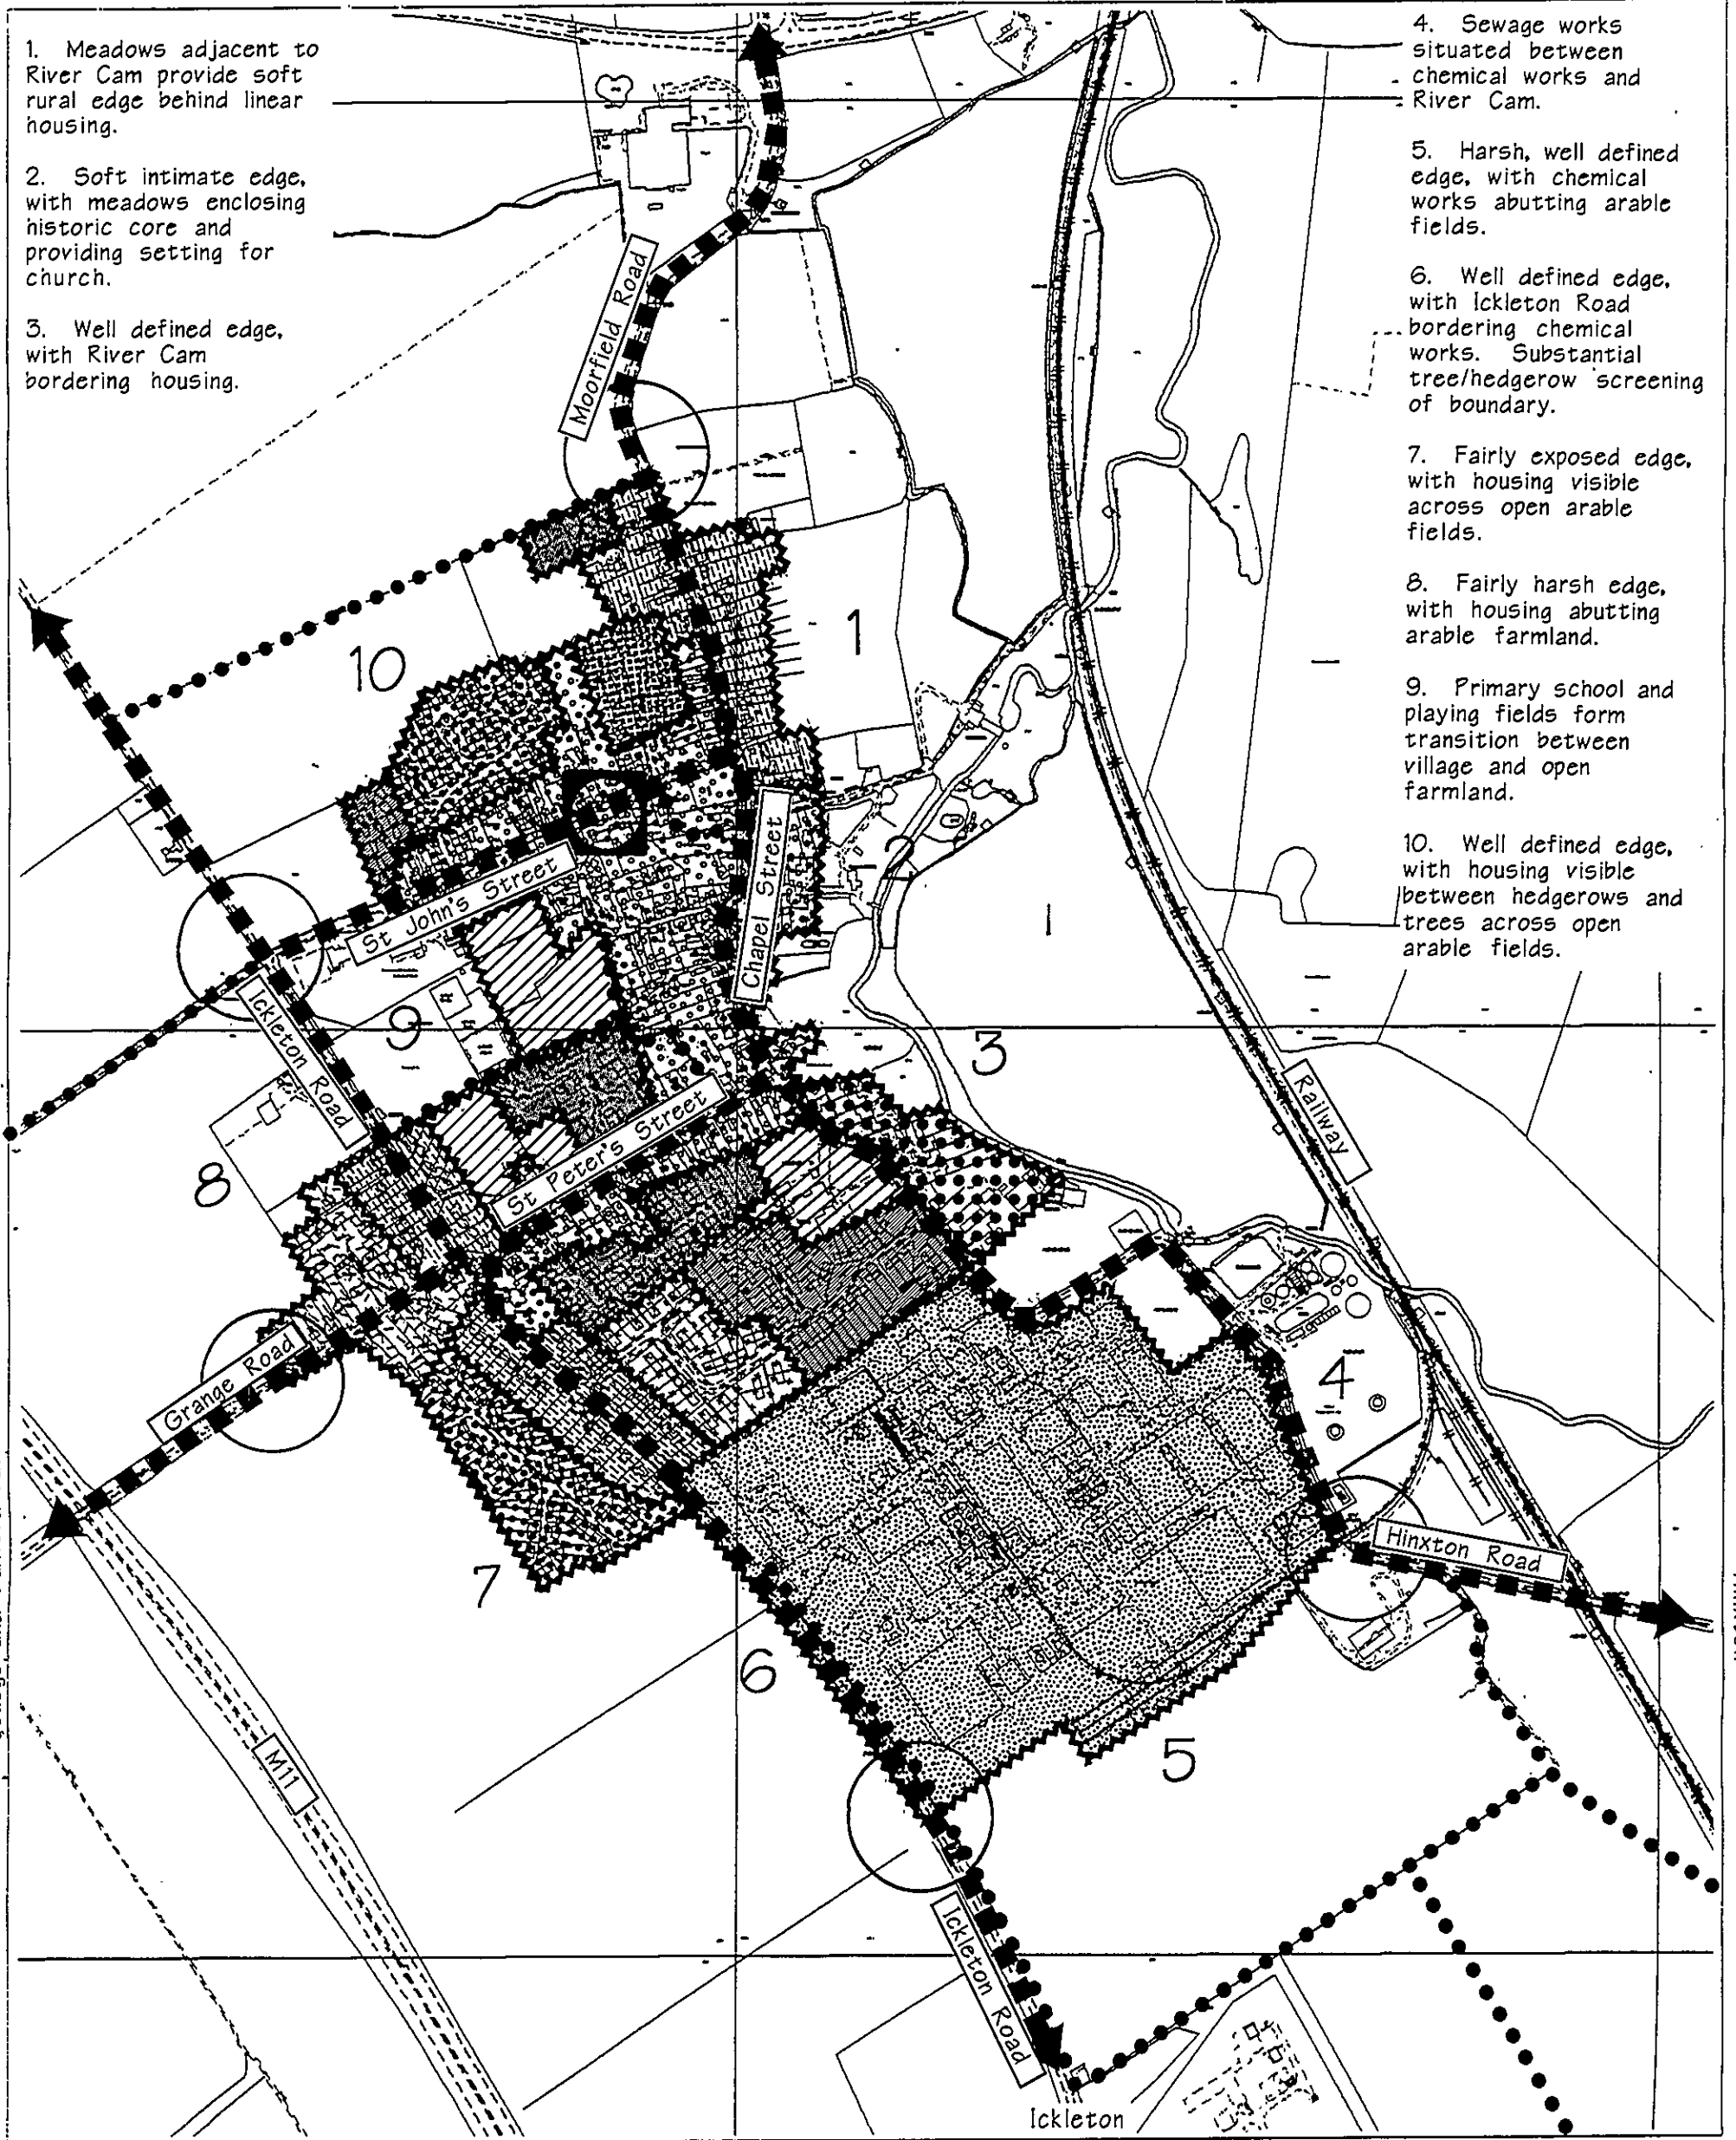 1. Meadows adjacent to
River Cam provide soft
rural edge behind linear
housing.
2. Soft intimate edge,
with meadows enclosing
historic core and
providing setting for
church.
3. Well defined edge,
with River Cam
bordering housing.
4. Sewage works
situated between
chemical works and
River Cam.
5. Harsh, well defined
edge, with chemical
works abutting arable
fields.
6. Well defined edge,
with Ickleton Road
bordering chemical
works. Substantial
tree/hedgerow screening
of boundary.
7. Fairly exposed edge,
with housing visible
across open arable
fields.
8. Fairly harsh edge,
with housing abutting
arable farmland.
9. Primary school and
playing fields form
transition between
village and open
farmland.
10. Well defined edge,
with housing visible
between hedgerows and
trees across open
arable fields.
Moorfield Road
1
10
St John's Street
Chapel Street
2
Ickleton Road
9
3
Railway
8
St Peter's Street
Grange Road
4
Hinxton Road
7
6
5
M11
Ickleton Road
Ickleton